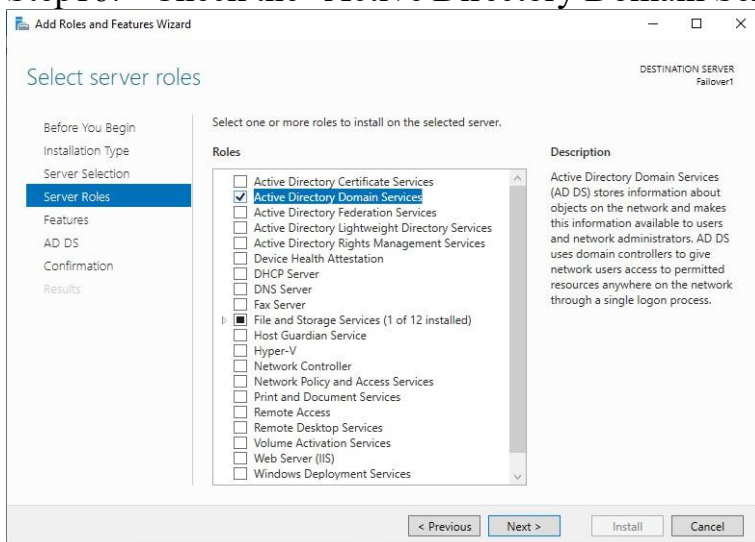 Add Roles and Features Wizard
Select server roles
DESTINATION SERVER
Failover1
Before You Begin
Installation Type
Server Selection
Server Roles
Features
AD DS
Confirmation
Results
Select one or more roles to install on the selected server.
Roles
Active Directory Certificate Services
Active Directory Domain Services
Active Directory Federation Services
Active Directory Lightweight Directory Services
Active Directory Rights Management Services
Device Health Attestation
DHCP Server
DNS Server
Fax Server
File and Storage Services (1 of 12 installed)
Host Guardian Service
Hyper-V
Network Controller
Network Policy and Access Services
Print and Document Services
Remote Access
Remote Desktop Services
Volume Activation Services
Web Server (IIS)
Windows Deployment Services
Description
Active Directory Domain Services
(AD DS) stores information about
objects on the network and makes
this information available to users
and network administrators. AD DS
uses domain controllers to give
network users access to permitted
resources anywhere on the network
through a single logon process.
< Previous
Next >
Install
Cancel